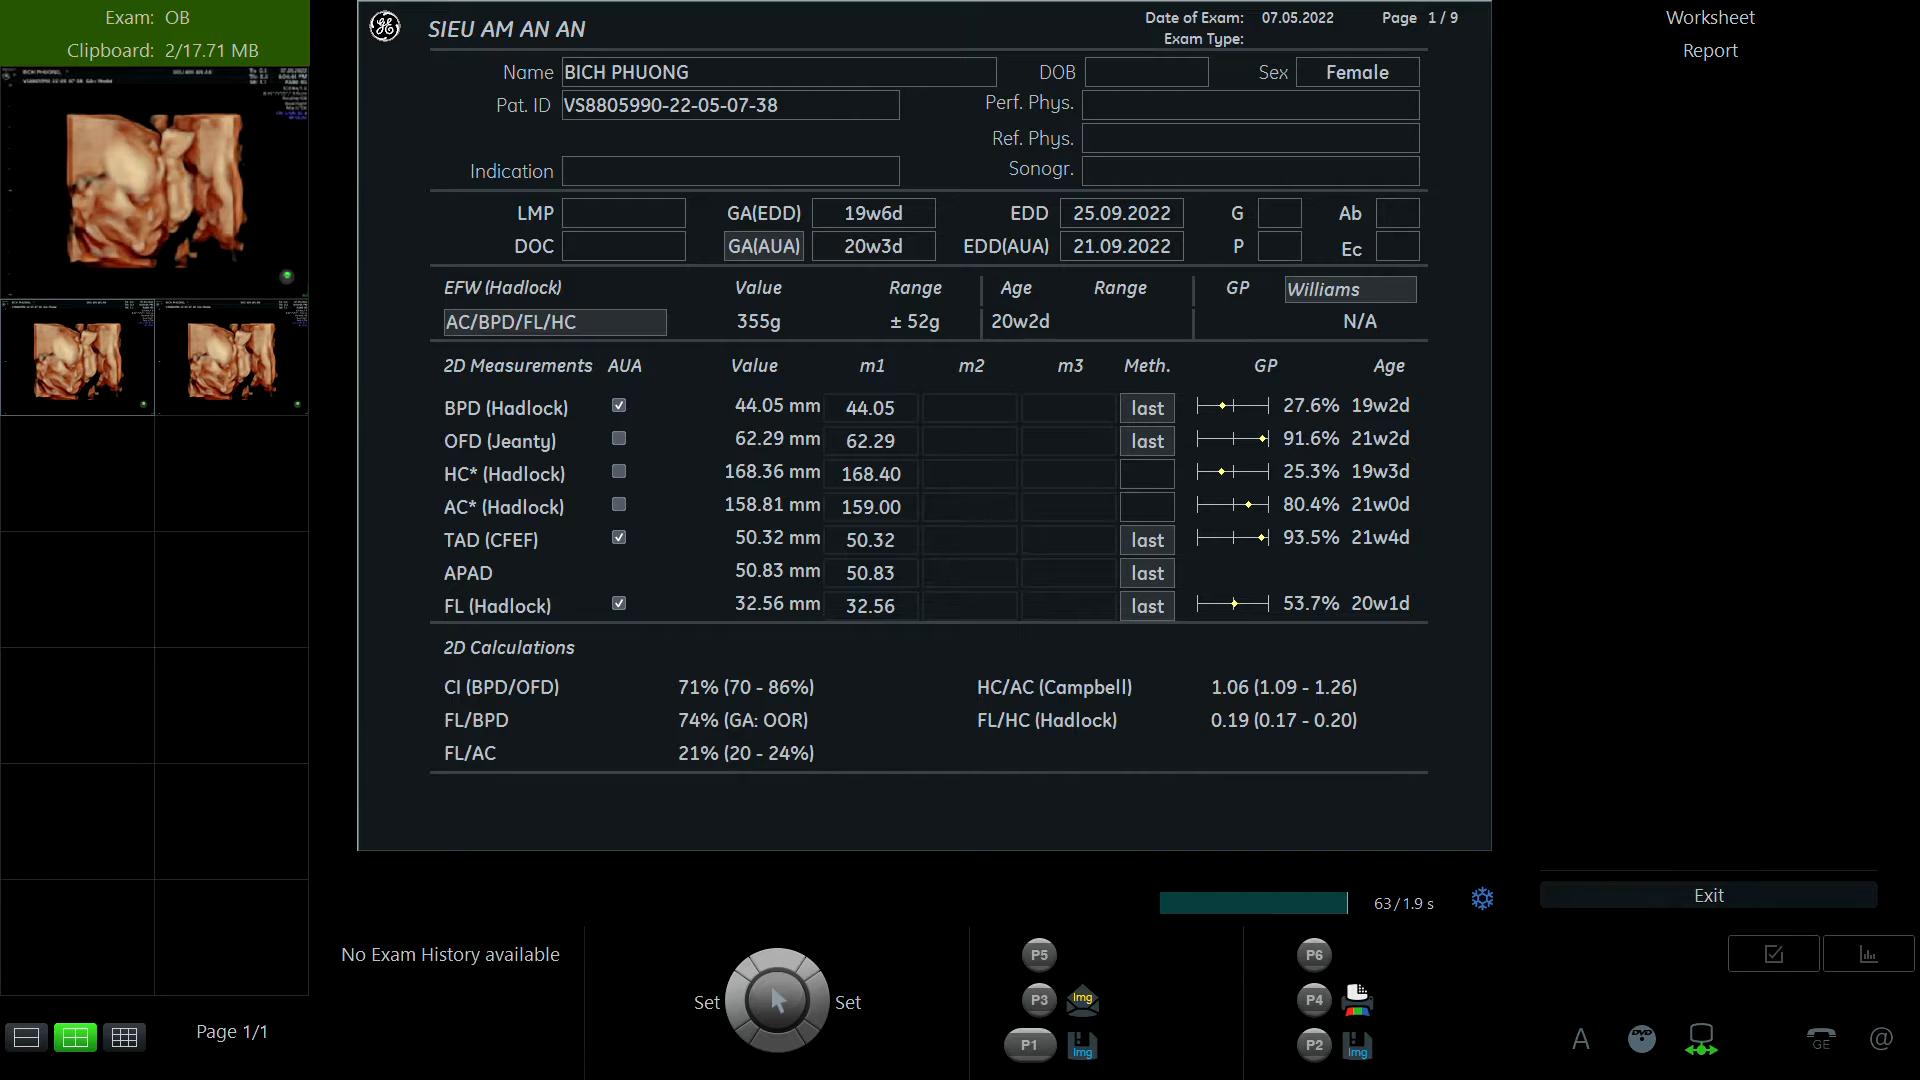 Exam: OB
Clipboard: 2/17.71 MB
SIEU AM AN AN
Date of Exam: 07.05.2022 Page 1 / 9
Exam Type:
Name BICH PHUONG DOB Sex Female
Pat. ID VS8805990-22-05-07-38 Perf. Phys.
Ref. Phys.
Indication Sonogr.
LMP GA(EDD) 19w6d EDD 25.09.2022 G Ab
DOC GA(AUA) 20w3d EDD(AUA) 21.09.2022 P Ec
EFW (Hadlock) Value Range Age Range GP Williams
AC/BPD/FL/HC 355g ± 52g 20w2d N/A
2D Measurements AUA Value m1 m2 m3 Meth. GP Age
BPD (Hadlock) 44.05 mm 44.05 last 27.6% 19w2d
OFD (Jeanty) 62.29 mm 62.29 last 91.6% 21w2d
HC* (Hadlock) 168.36 mm 168.40 25.3% 19w3d
AC* (Hadlock) 158.81 mm 159.00 80.4% 21w0d
TAD (CFEF) 50.32 mm 50.32 last 93.5% 21w4d
APAD 50.83 mm 50.83 last
FL (Hadlock) 32.56 mm 32.56 last 53.7% 20w1d
2D Calculations
CI (BPD/OFD) 71% (70 - 86%) HC/AC (Campbell) 1.06 (1.09 - 1.26)
FL/BPD 74% (GA: OOR) FL/HC (Hadlock) 0.19 (0.17 - 0.20)
FL/AC 21% (20 - 24%)
Worksheet
Report
63 / 1.9 s
Exit
No Exam History available
Set Set
P5 P6
P3 Img P4
P1 Img P2 Img
Page 1/1
A DVD GE @